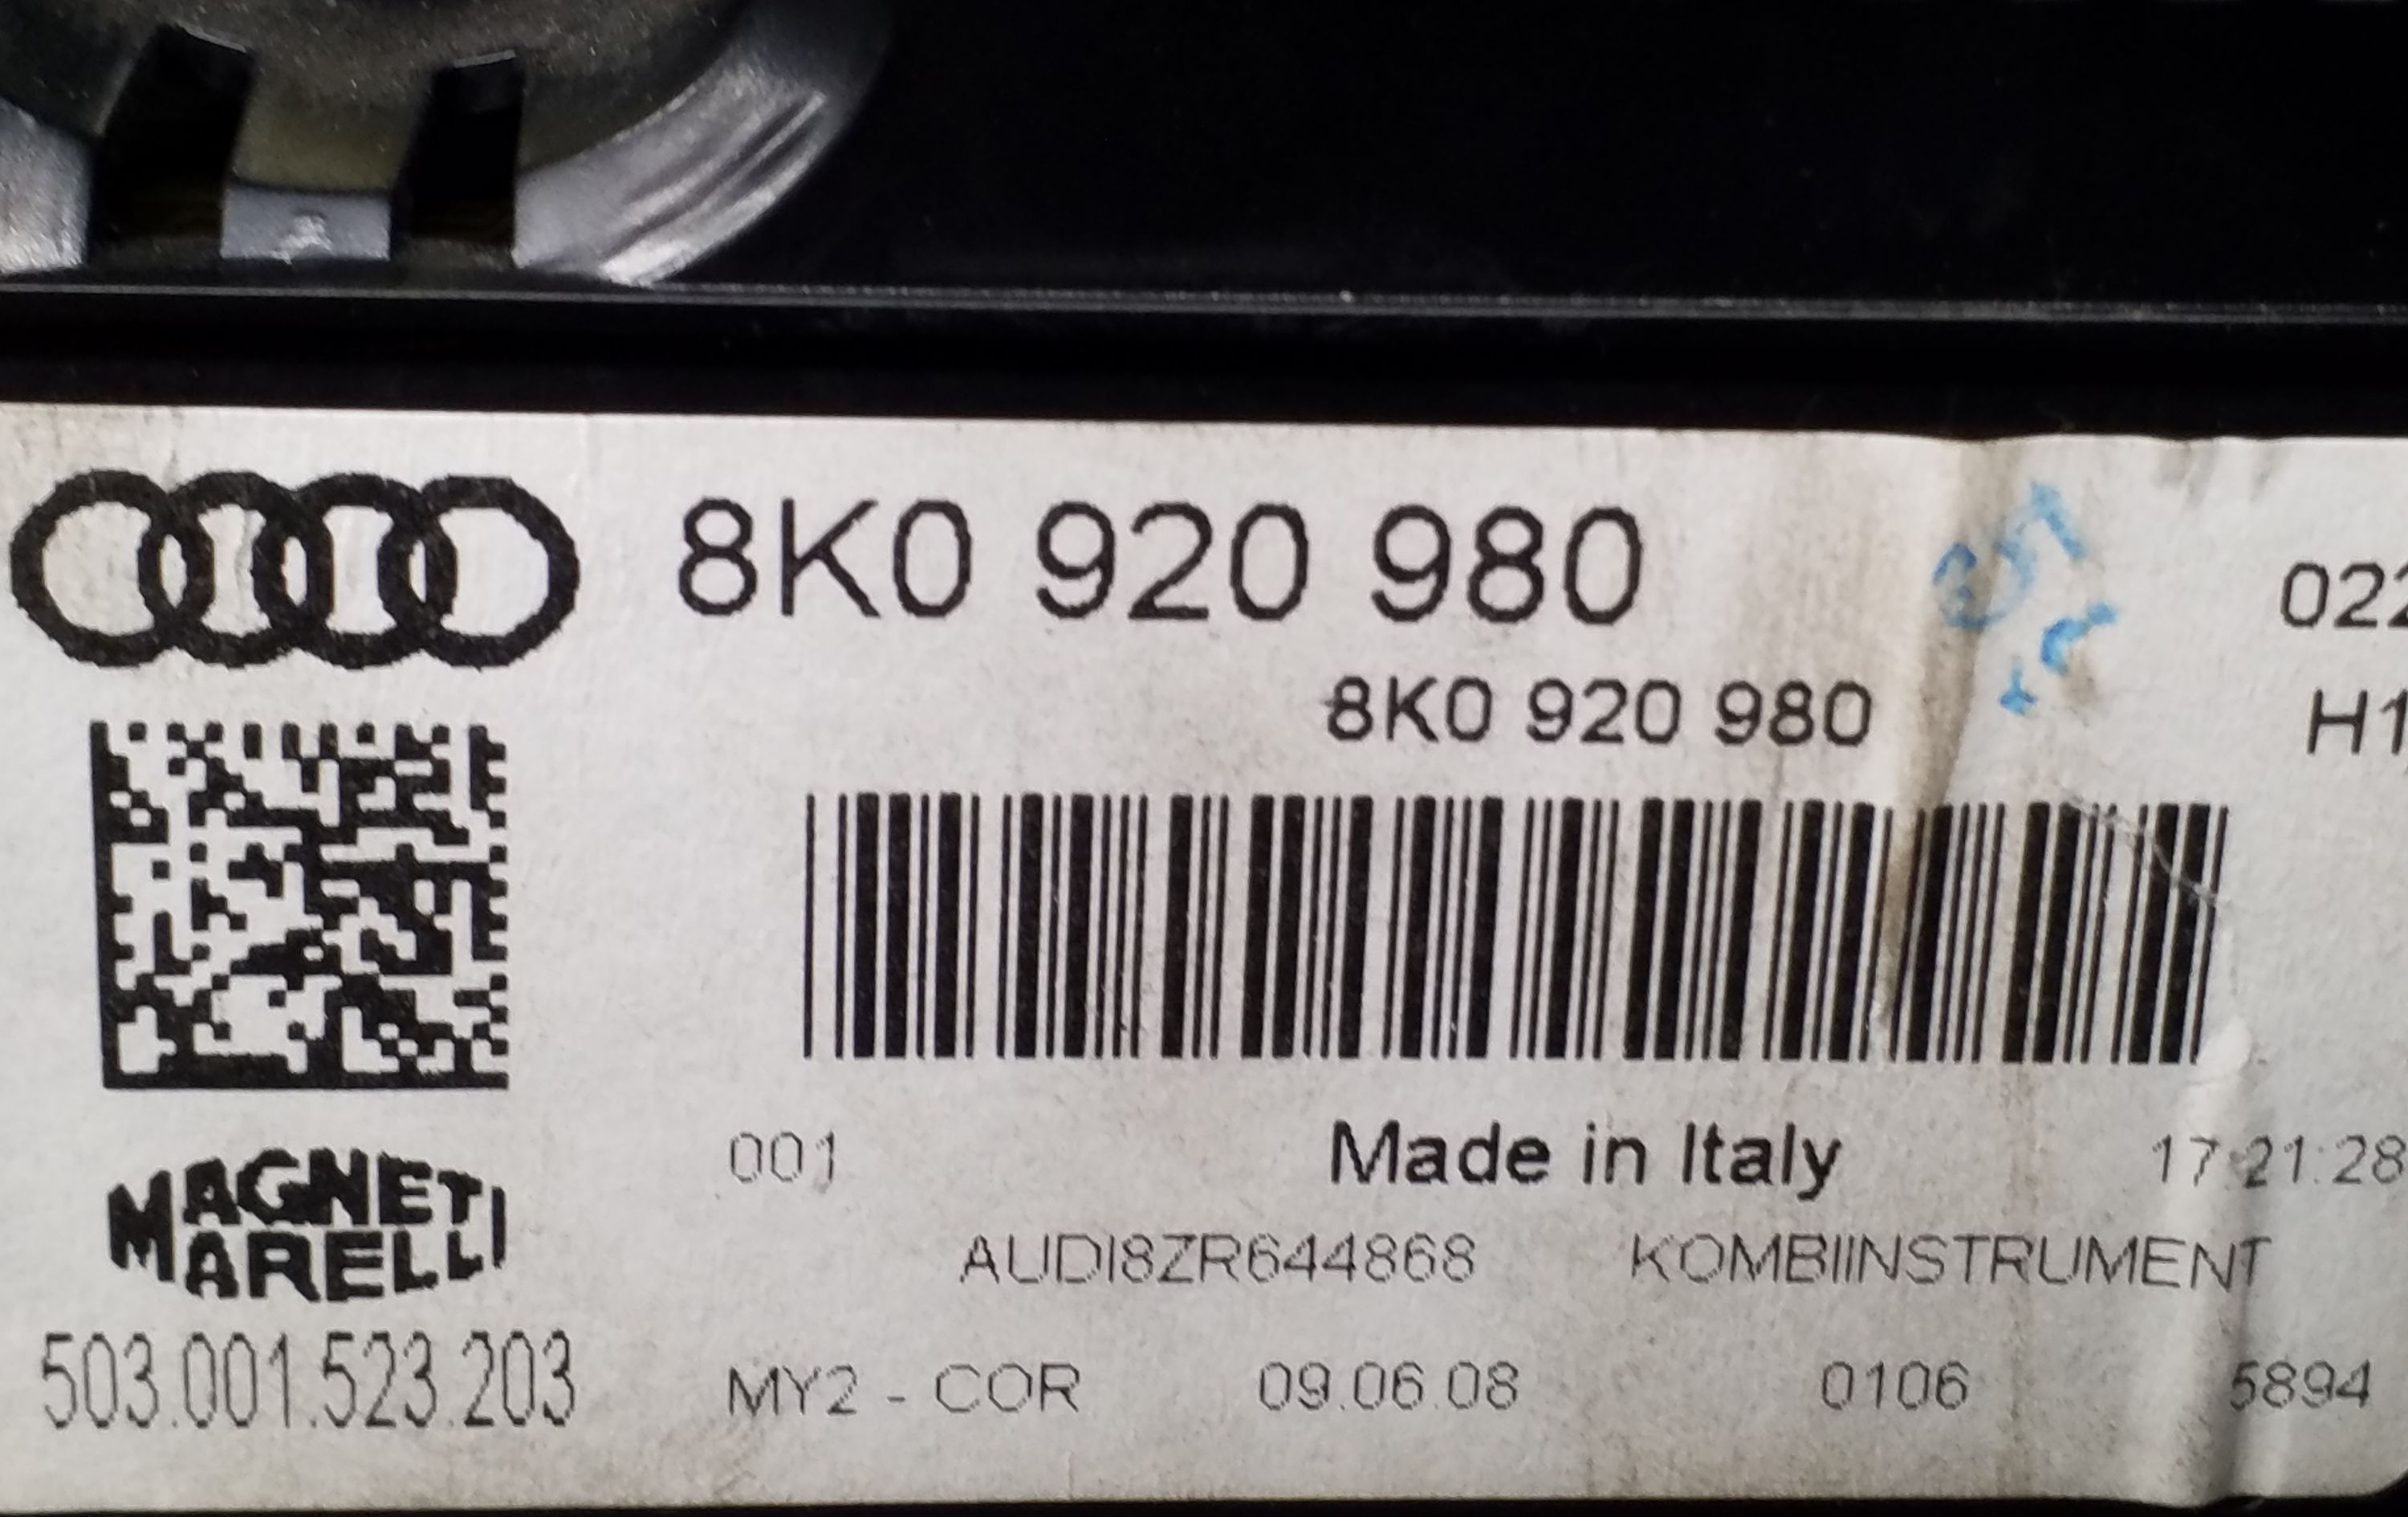 8K0 920 980 022
8K0 920 980 H1
001 Made in Italy 17:21:28
MAGNETI
MARELLI
AUDI8ZR644868 KOMBIINSTRUMENT
503.001.523.203 MY2 - COR 09.06.08 0106 5894